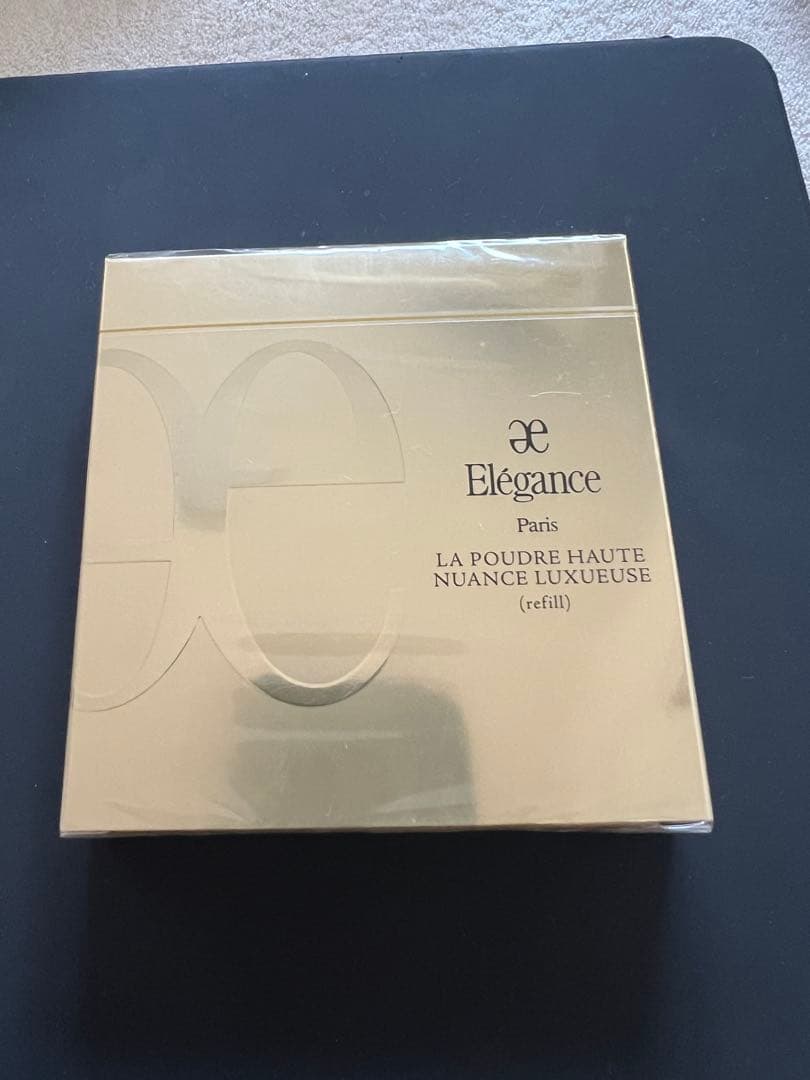 æ
Elégance
Paris
LA POUDRE HAUTE
NUANCE LUXUEUSE
(refill)